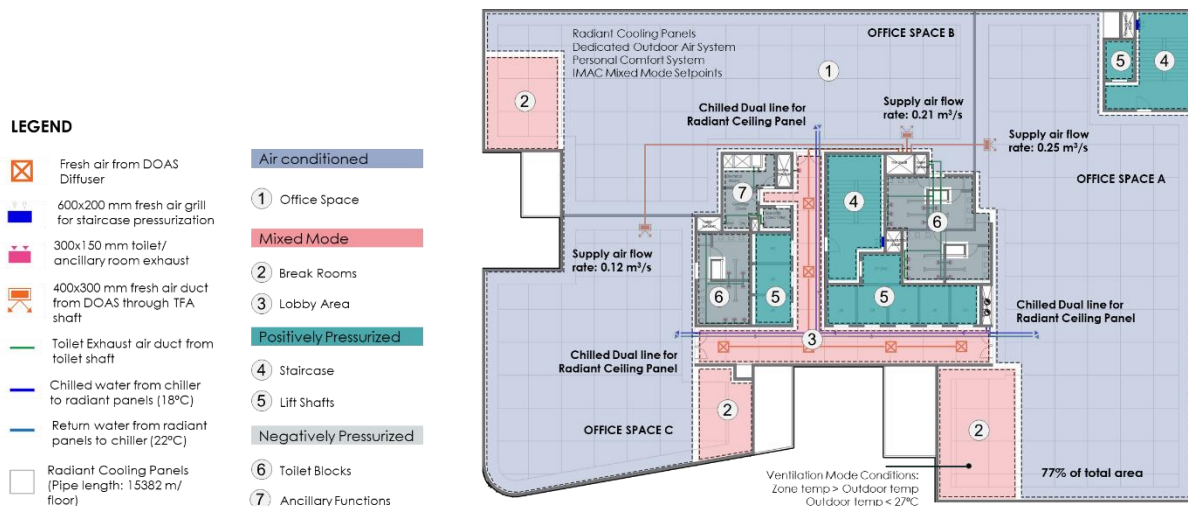 LEGEND
Fresh air from DOAS
Diffuser
600x200 mm fresh air grill
for staircase pressurization
300x150 mm toilet/
ancillary room exhaust
400x300 mm fresh air duct
from DOAS through TFA
shaft
Toilet Exhaust air duct from
toilet shaft
Chilled water from chiller
to radiant panels (18°C)
Return water from radiant
panels to chiller (22°C)
Radiant Cooling Panels
(Pipe length: 15382 m/
floor)
Air conditioned
1 Office Space
Mixed Mode
2 Break Rooms
3 Lobby Area
Positively Pressurized
4 Staircase
5 Lift Shafts
Negatively Pressurized
6 Toilet Blocks
7 Ancillary Functions
Radiant Cooling Panels
Dedicated Outdoor Air System
Personal Comfort System
IMAC Mixed Mode Setpoints
OFFICE SPACE B
1
2
5
4
Chilled Dual line for
Radiant Ceiling Panel
Supply air flow
rate: 0.21 m³/s
Supply air flow
rate: 0.25 m³/s
OFFICE SPACE A
7
4
6
Supply air flow
rate: 0.12 m³/s
6
5
5
Chilled Dual line for
Radiant Ceiling Panel
3
Chilled Dual line for
Radiant Ceiling Panel
2
2
OFFICE SPACE C
Ventilation Mode Conditions:
Zone temp > Outdoor temp
Outdoor temp < 27°C
77% of total area